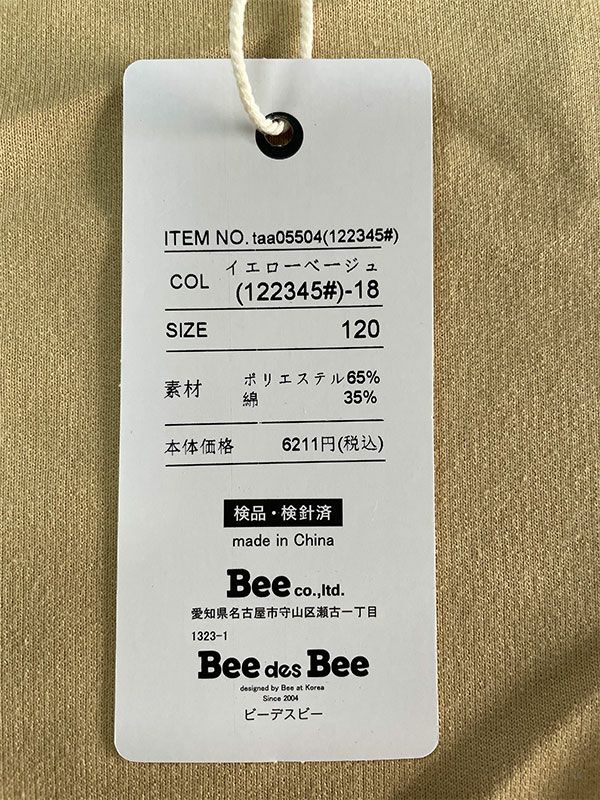 ITEM NO. taa05504(122345#)
COL イエローベージュ
(122345#)-18
SIZE 120
素材 ポリエステル65%
綿 35%
本体価格 6211円(税込)
検品・検針済
made in China
Bee co.,ltd.
愛知県名古屋市守山区瀬古一丁目
1323-1
Bee des Bee
designed by Bee at Korea
Since 2004
ビーデスビー